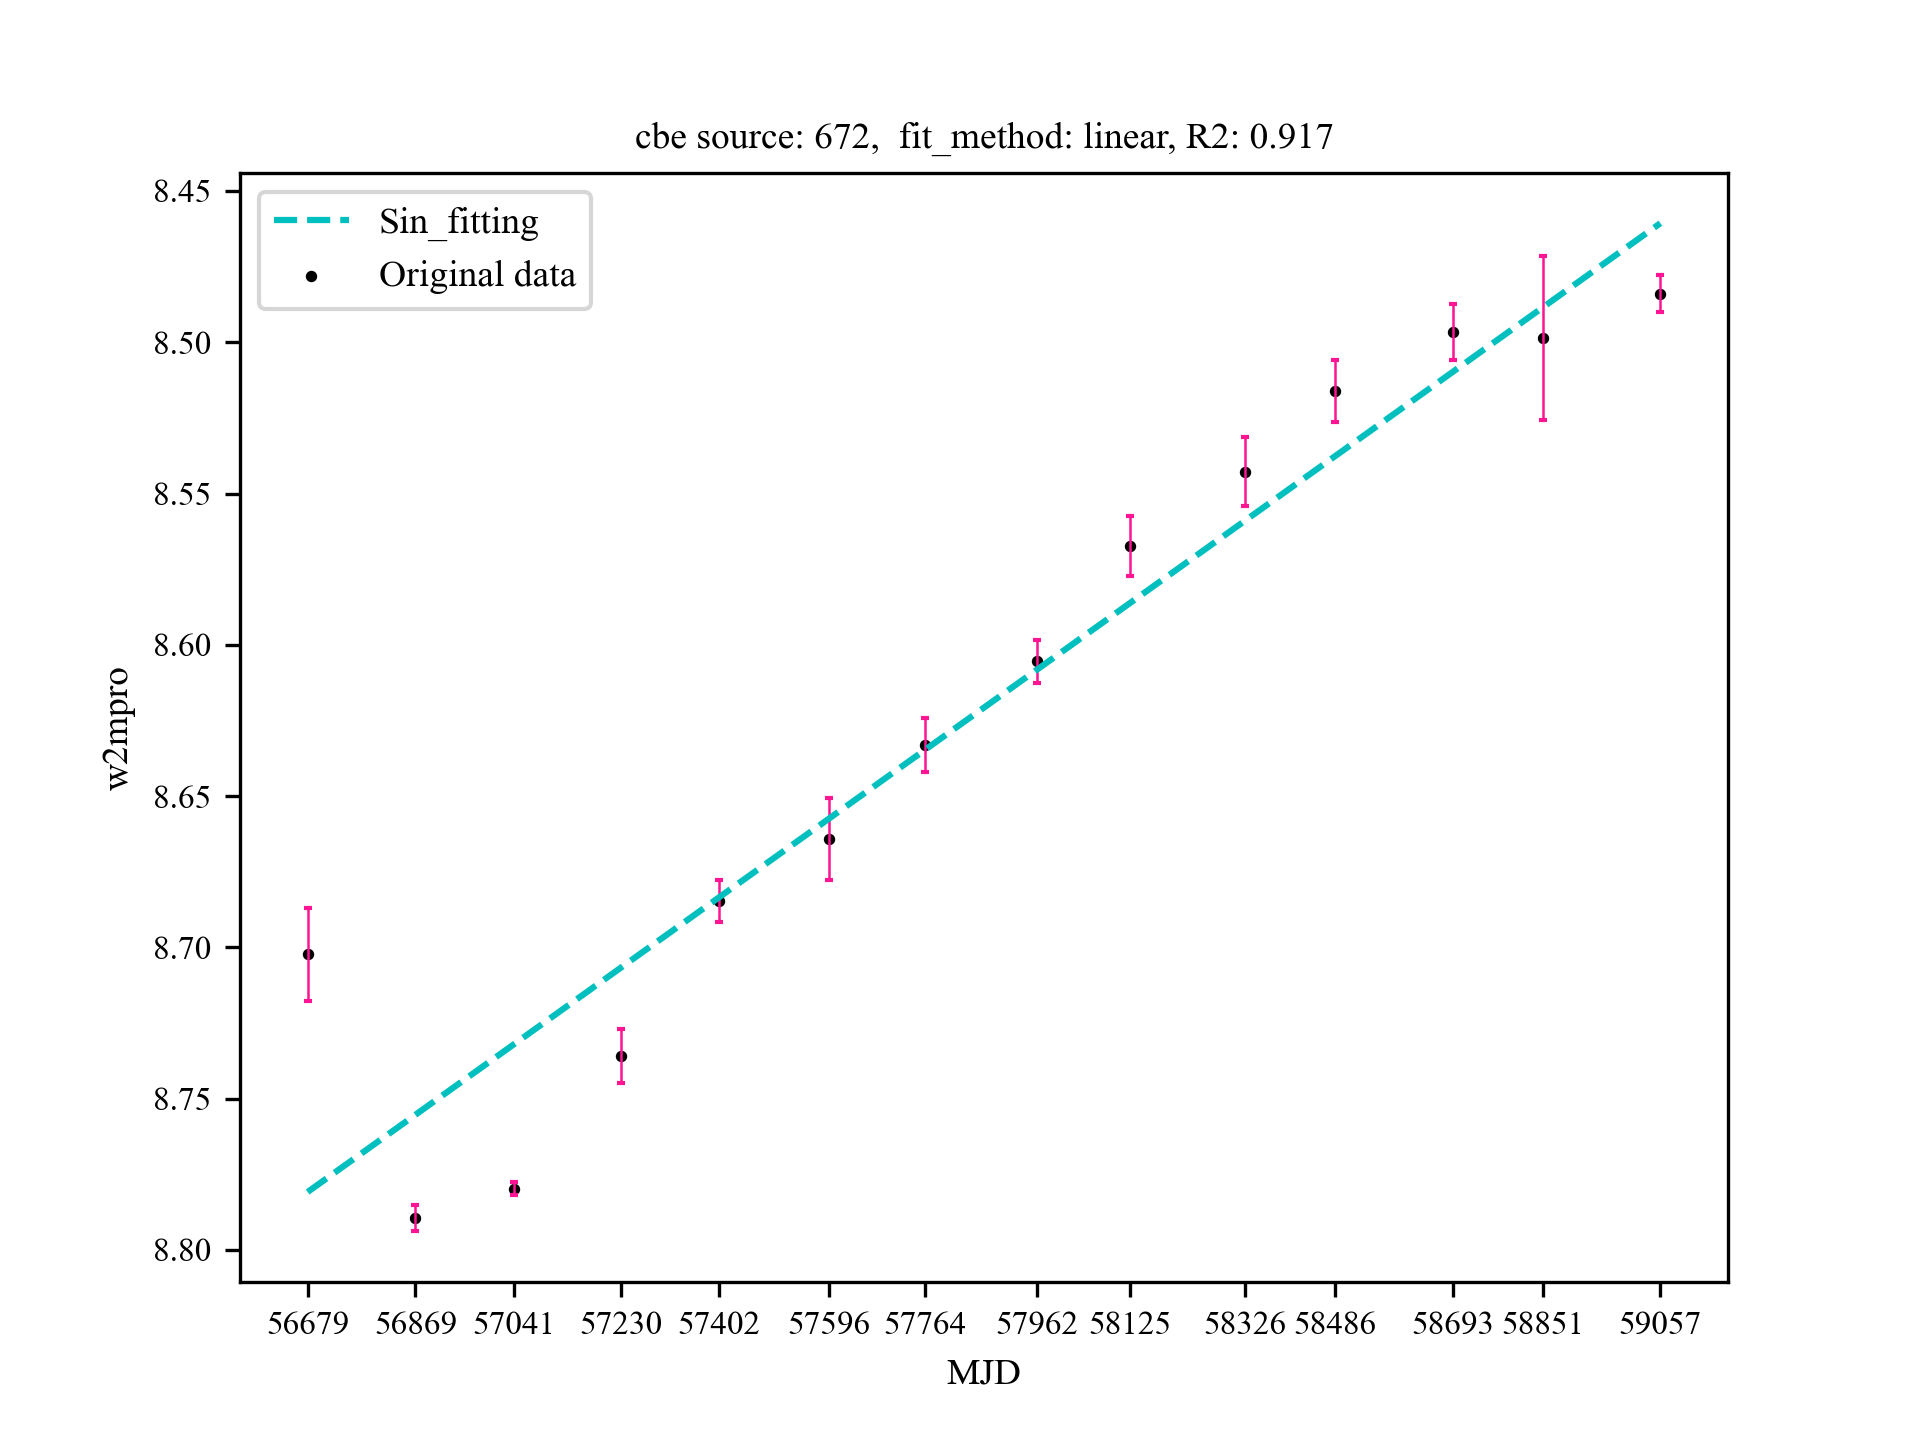 cbe source: 672,  fit_method: linear, R2: 0.917
Sin_fitting
Original data
8.45
8.50
8.55
8.60
8.65
8.70
8.75
8.80
w2mpro
56679 56869 57041 57230 57402 57596 57764 57962 58125 58326 58486 58693 58851 59057
MJD